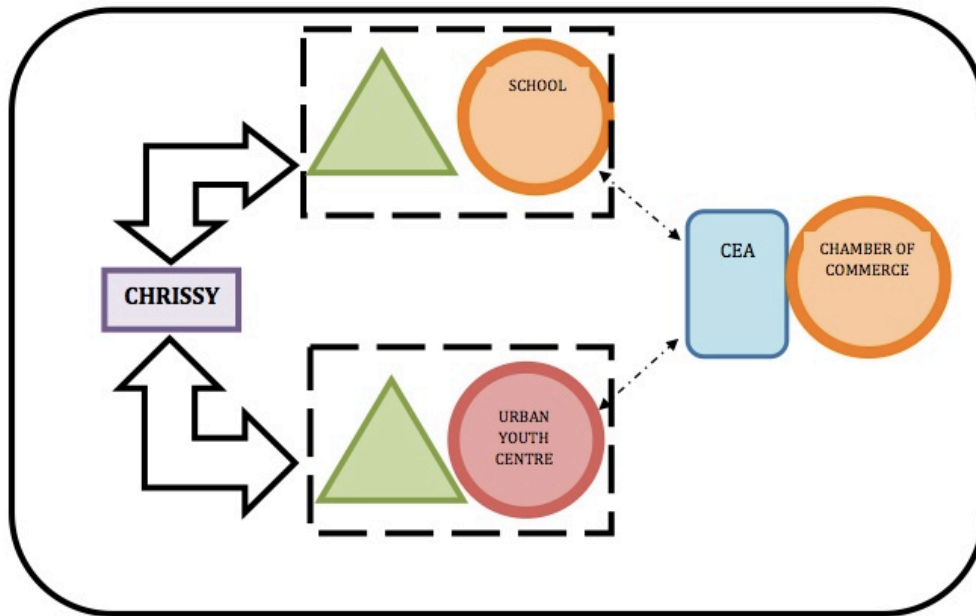 SCHOOL
CEA
CHAMBER OF
COMMERCE
CHRISSY
URBAN
YOUTH
CENTRE